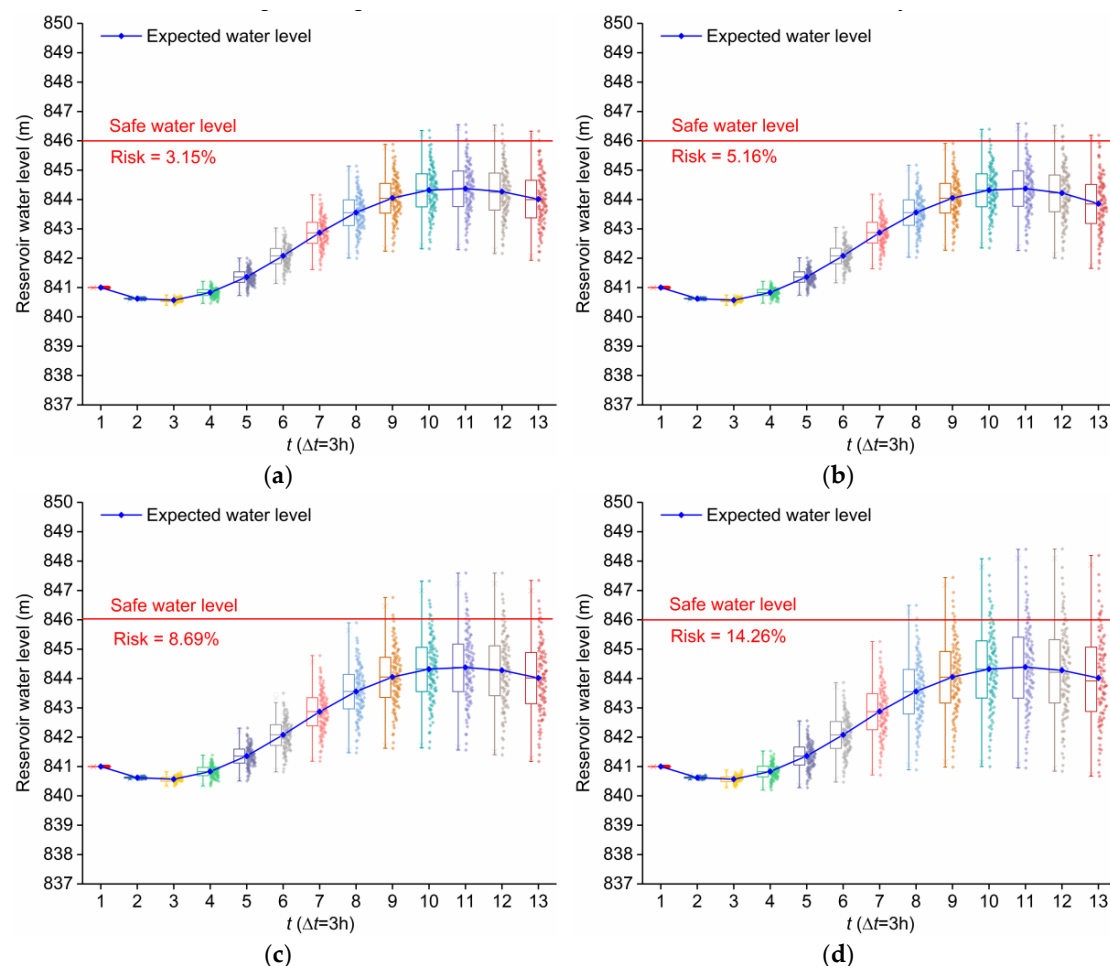 850
849
848
847
846
845
844
843
842
841
840
839
838
837
Reservoir water level (m)
Expected water level
Safe water level
Risk = 3.15%
1 2 3 4 5 6 7 8 9 10 11 12 13
t (Δt=3h)
(a)
850
849
848
847
846
845
844
843
842
841
840
839
838
837
Reservoir water level (m)
Expected water level
Safe water level
Risk = 5.16%
1 2 3 4 5 6 7 8 9 10 11 12 13
t (Δt=3h)
(b)
850
849
848
847
846
845
844
843
842
841
840
839
838
837
Reservoir water level (m)
Expected water level
Safe water level
Risk = 8.69%
1 2 3 4 5 6 7 8 9 10 11 12 13
t (Δt=3h)
(c)
850
849
848
847
846
845
844
843
842
841
840
839
838
837
Reservoir water level (m)
Expected water level
Safe water level
Risk = 14.26%
1 2 3 4 5 6 7 8 9 10 11 12 13
t (Δt=3h)
(d)